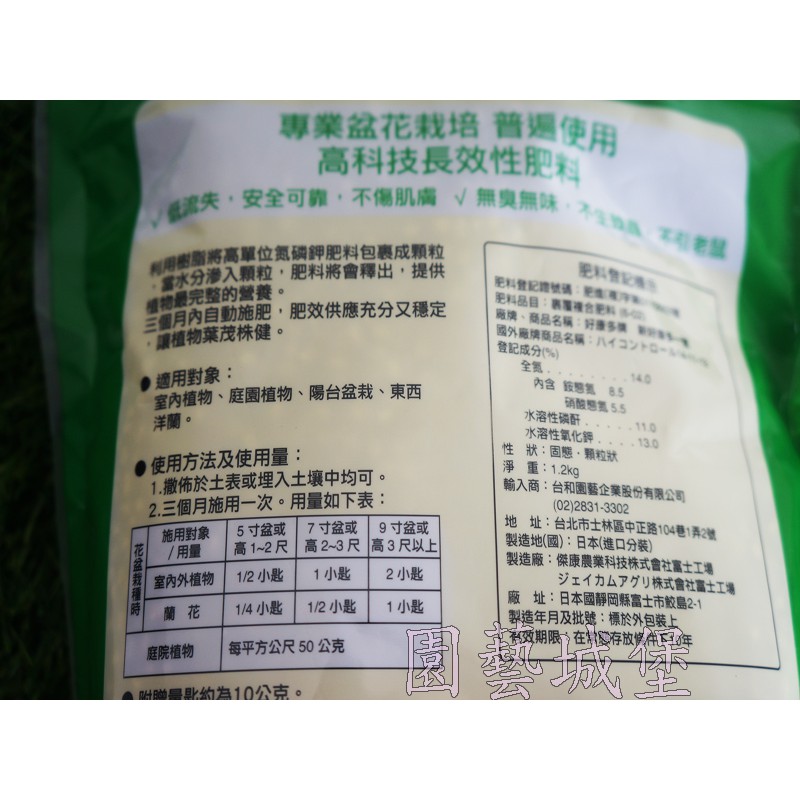 專業盆花栽培 普遍使用
高科技長效性肥料
√ 低流失，安全可靠，不傷肌膚 √ 無臭無味，
利用樹脂將高單位氮磷鉀肥料包裹成顆粒
，當水分滲入顆粒，肥料將會釋出，提供
植物最完整的營養。
三個月內自動施肥，肥效供應充分又穩定
，讓植物葉茂株健。
● 適用對象：
室內植物、庭園植物、陽台盆栽、東西
洋蘭。
● 使用方法及使用量：
1.撒佈於土表或埋入土壤中均可。
2.三個月施用一次。用量如下表：
花盆栽種時
施用對象/用量 5寸盆或高1~2尺 7寸盆或高2~3尺 9寸盆或高3尺以上
室內外植物 1/2小匙 1小匙 2小匙
蘭 花 1/4小匙 1/2小匙 1小匙
庭院植物 每平方公尺50公克
● 附贈量匙約為10公克。
肥料登記證號碼：
肥料品目：裹覆複合肥料 (5-02)
廠牌、商品名稱：好康多
國外廠牌商品名稱：ハイコントロール
登記成分(%)
全氮 . . . . . . . . . 14.0
內含 銨態氮 8.5
硝酸態氮 5.5
水溶性磷酐 . . . . . . 11.0
水溶性氧化鉀 . . . . 13.0
性 狀：固態，顆粒狀
淨 重：1.2kg
輸入商：台和園藝企業股份有限公司
(02)2831-3302
地 址：台北市士林區中正路104巷1弄2號
製造地(國)：日本(進口分裝)
製造廠：傑康農業科技株式會社富士工場
ジェイカムアグリ株式會社富士工場
廠 址：日本國靜岡縣富士市鮫島2-1
製造年月及批號：標於外包裝上
有效期限：在常
園藝城堡